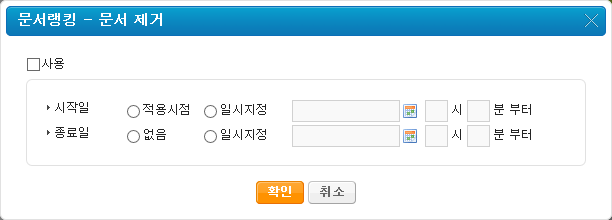 문서랭킹 - 문서 제거
사용
시작일 적용시점 일시지정 시 분 부터
종료일 없음 일시지정 시 분 부터
확인 취소